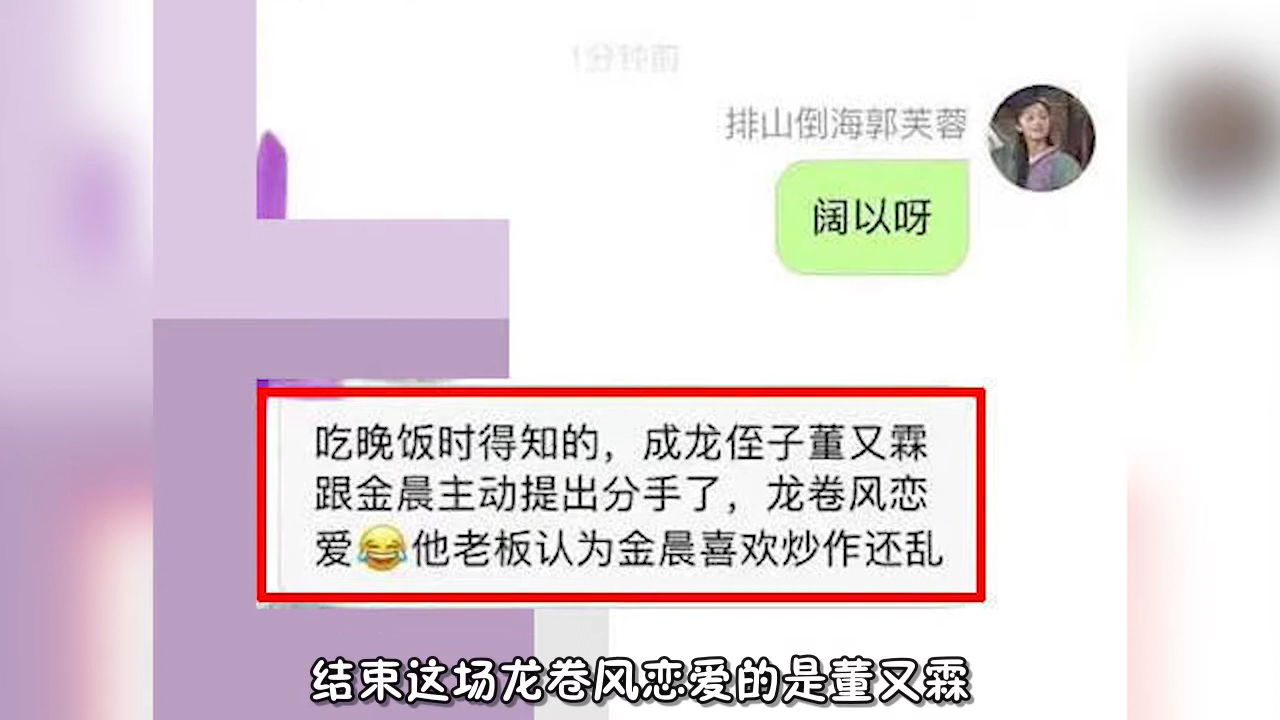 1分钟前
排山倒海郭芙蓉
阔以呀
吃晚饭时得知的，成龙侄子董又霖
跟金晨主动提出分手了，龙卷风恋
爱😂他老板认为金晨喜欢炒作还乱
结束这场龙卷风恋爱的是董又霖